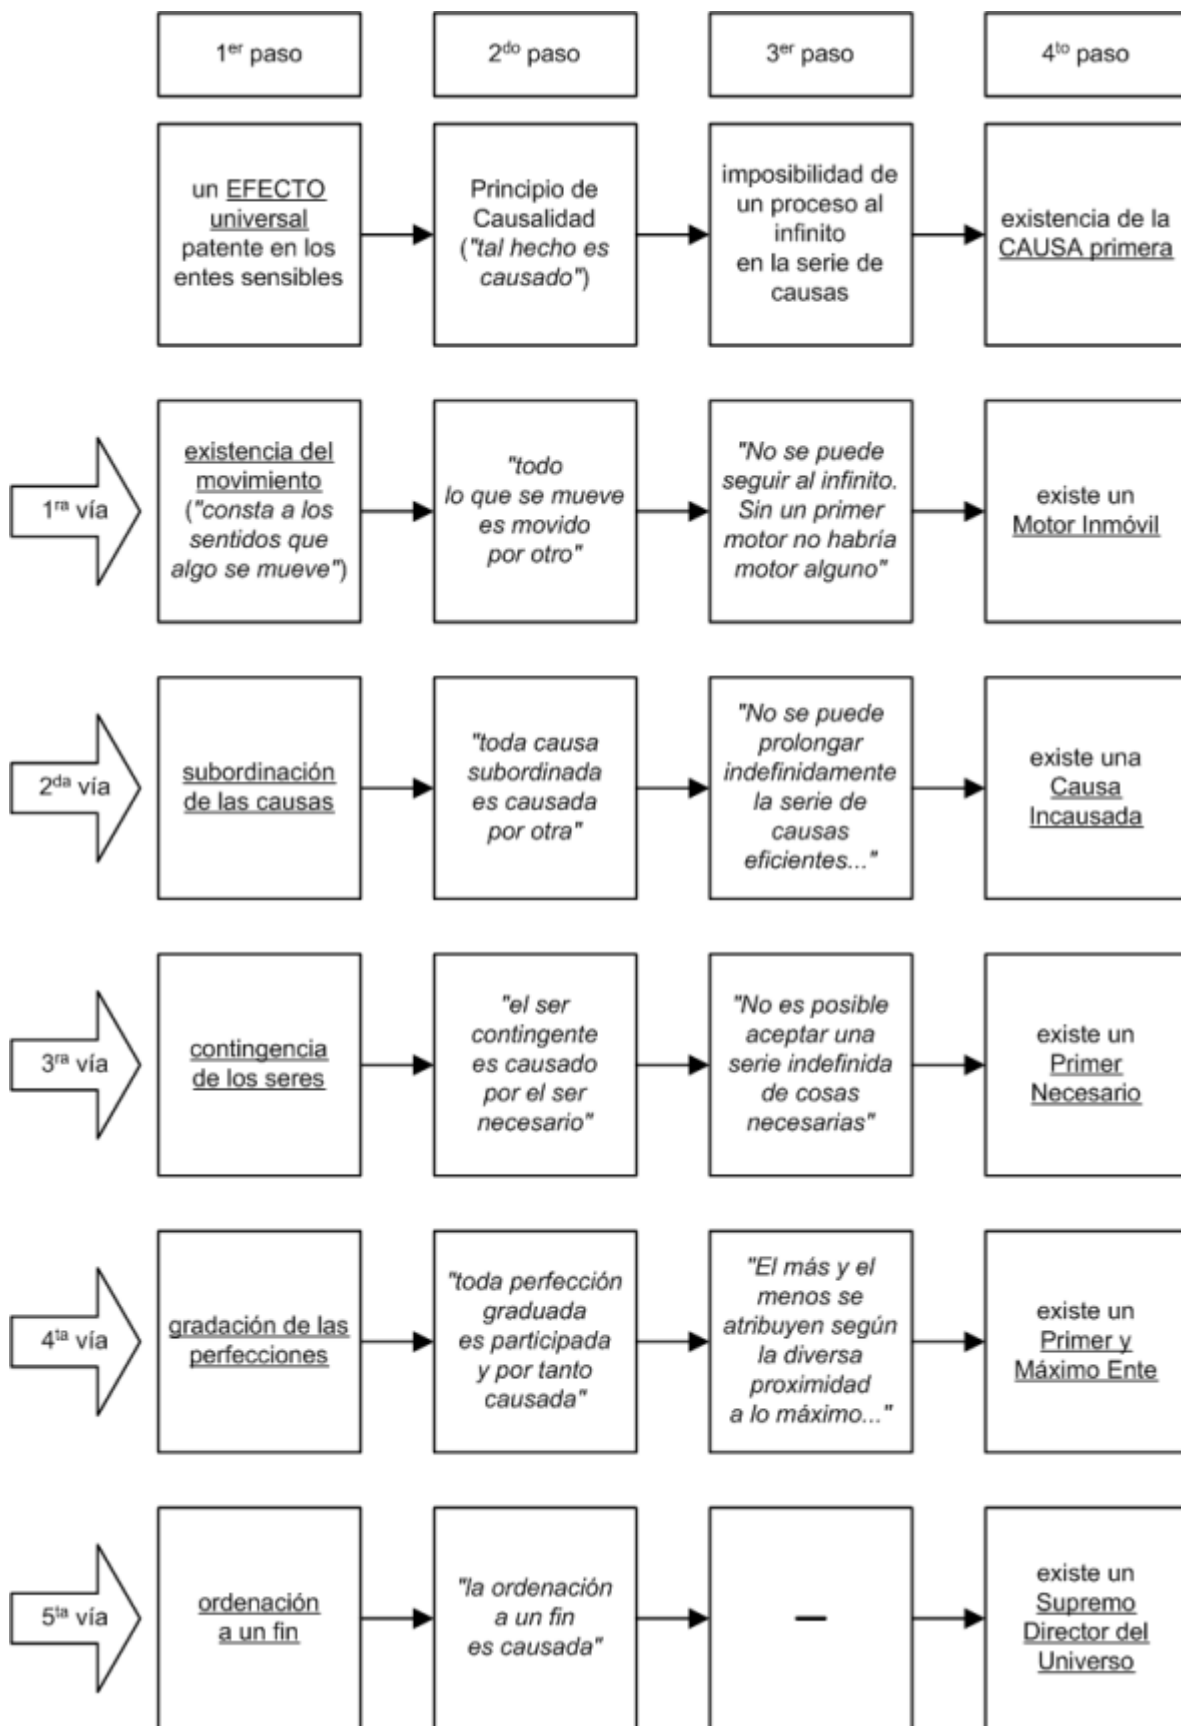 1er paso
2do paso
3er paso
4to paso
un EFECTO
universal
patente en los
entes sensibles
Principio de
Causalidad
("tal hecho es
causado")
imposibilidad de
un proceso al
infinito
en la serie de
causas
existencia de la
CAUSA primera
1ra vía
existencia del
movimiento
("consta a los
sentidos que
algo se mueve")
"todo
lo que se mueve
es movido
por otro"
"No se puede
seguir al infinito.
Sin un primer
motor no habría
motor alguno"
existe un
Motor Inmóvil
2da vía
subordinación
de las causas
"toda causa
subordinada
es causada
por otra"
"No se puede
prolongar
indefinidamente
la serie de
causas
eficientes..."
existe una
Causa
Incausada
3ra vía
contingencia
de los seres
"el ser
contingente
es causado
por el ser
necesario"
"No es posible
aceptar una
serie indefinida
de cosas
necesarias"
existe un
Primer
Necesario
4ta vía
gradación de las
perfecciones
"toda perfección
graduada
es participada
y por tanto
causada"
"El más y el
menos se
atribuyen según
la diversa
proximidad
a lo máximo..."
existe un
Primer y
Máximo Ente
5ta vía
ordenación
a un fin
"la ordenación
a un fin
es causada"
–
existe un
Supremo
Director del
Universo